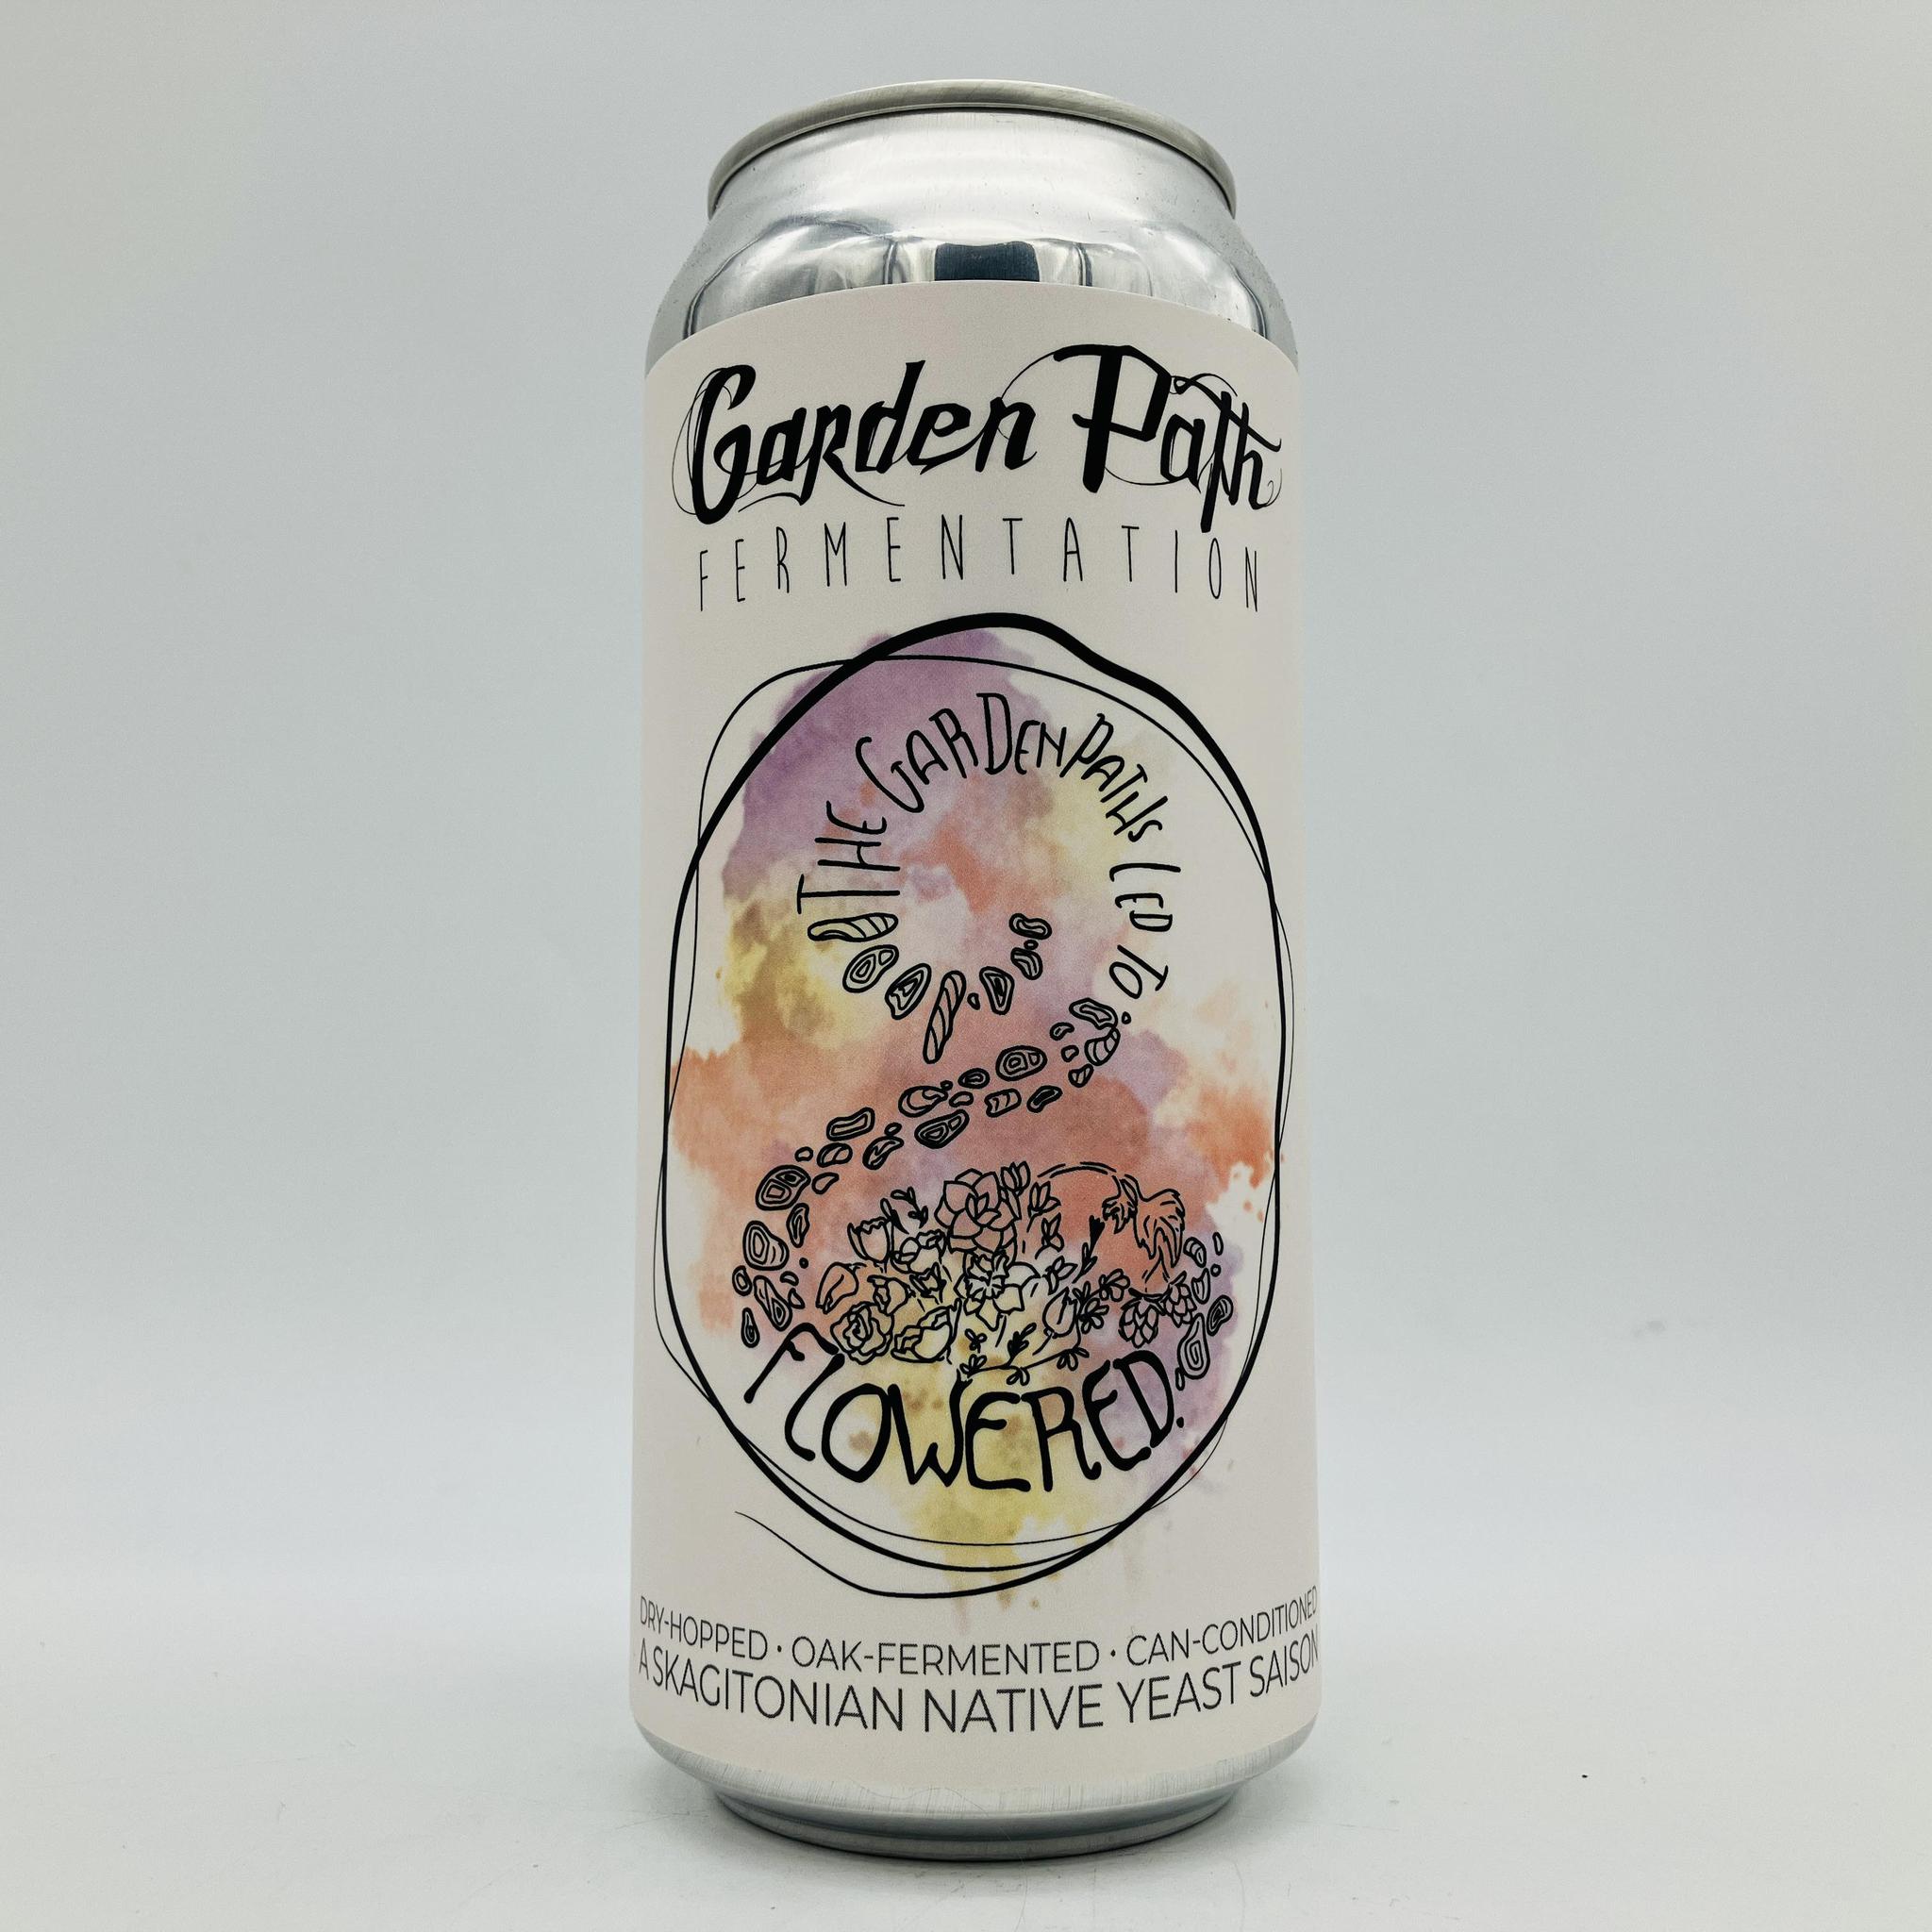 Garden Path
FERMENTATION
THE GARDEN PATHS LED TO
FLOWERED.
DRY-HOPPED • OAK-FERMENTED • CAN-CONDITIONED
A SKAGITONIAN NATIVE YEAST SAISON